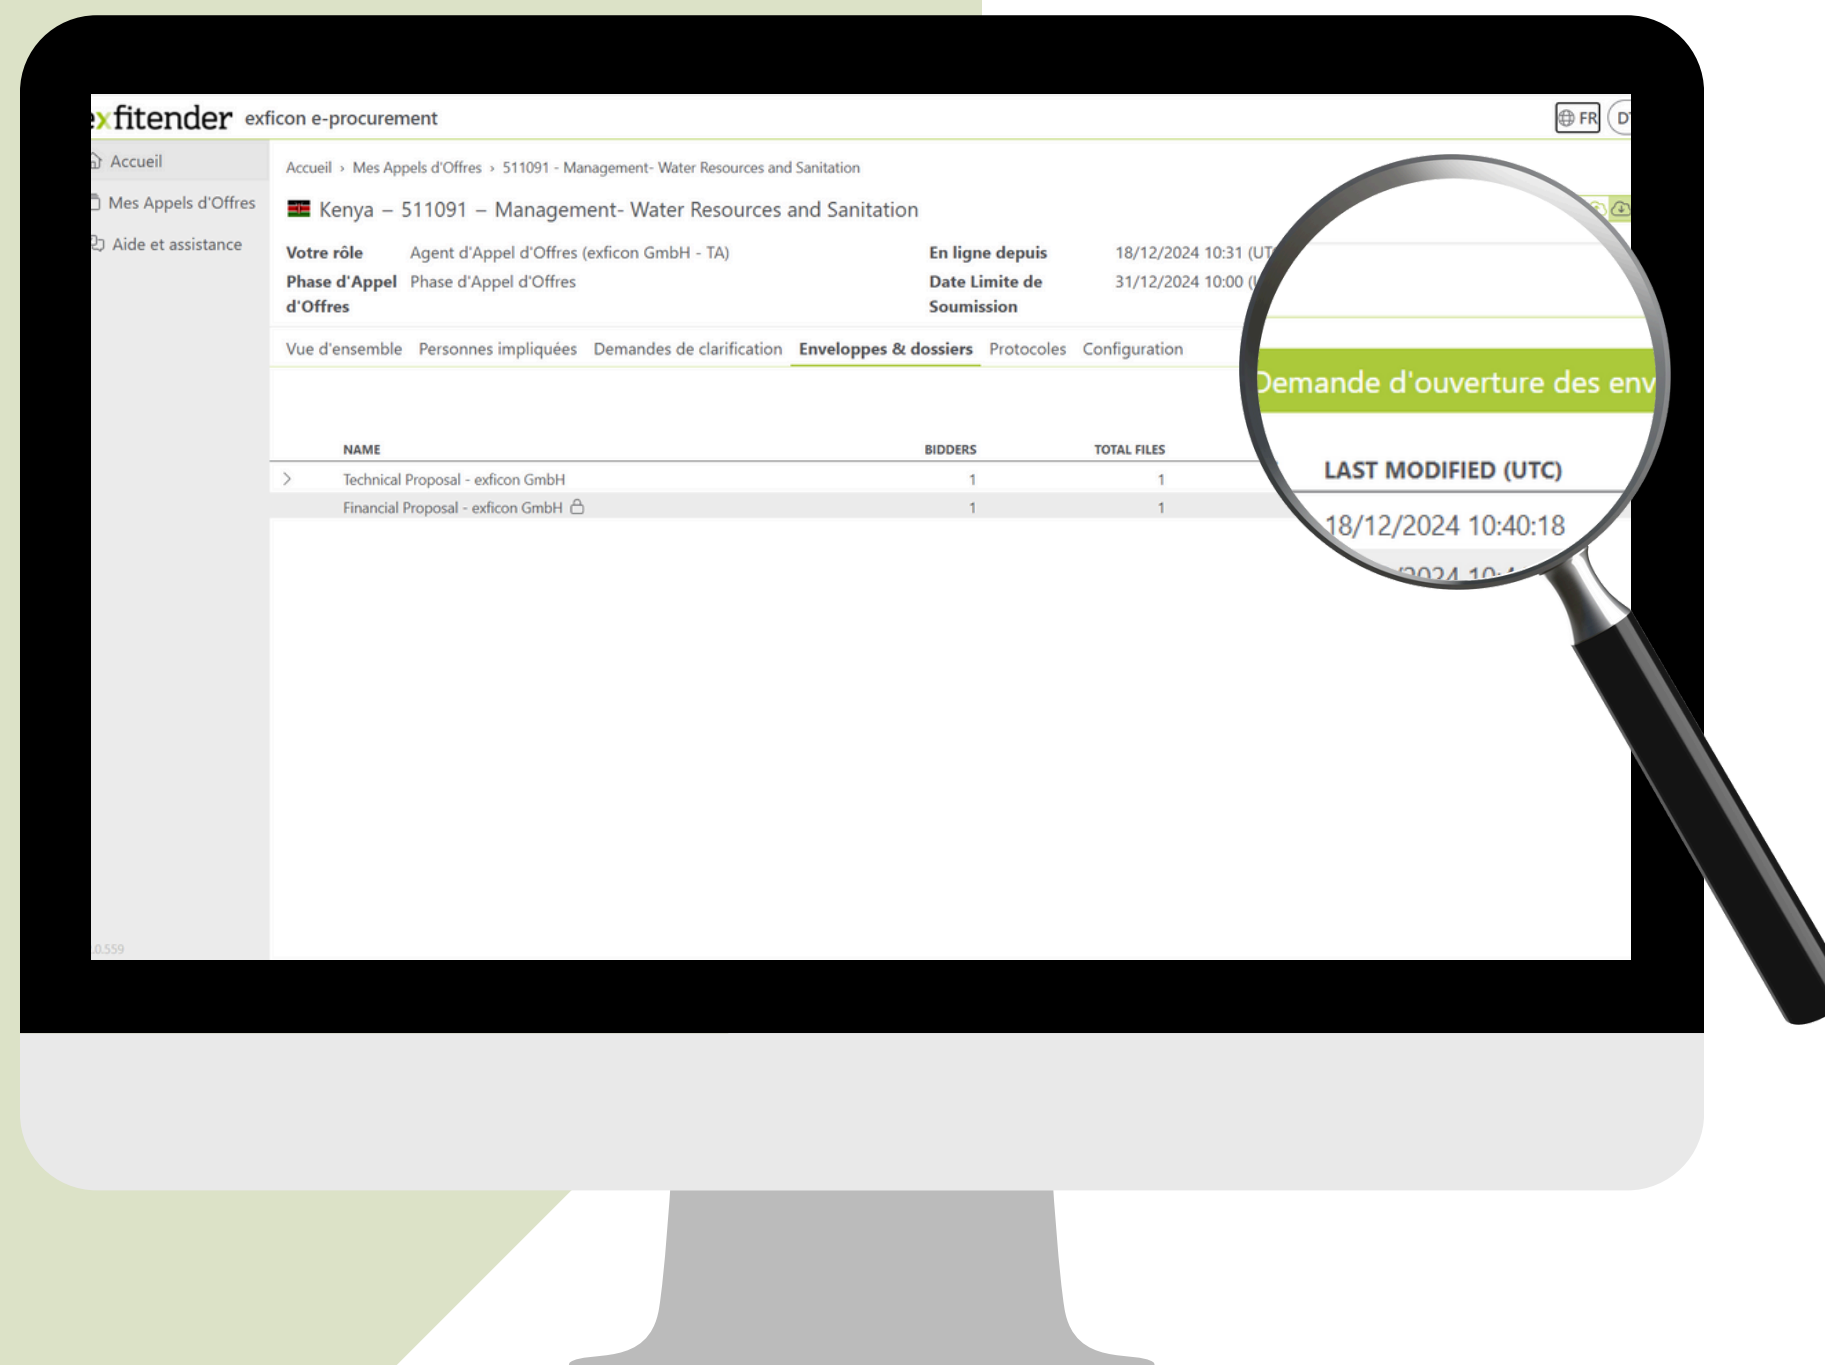 exfitender exficon e-procurement
FR
Accueil
Mes Appels d'Offres
Aide et assistance
Accueil › Mes Appels d'Offres › 511091 - Management- Water Resources and Sanitation
Kenya – 511091 – Management- Water Resources and Sanitation
Votre rôle Agent d'Appel d'Offres (exficon GmbH - TA) En ligne depuis 18/12/2024 10:31
Phase d'Appel d'Offres Phase d'Appel d'Offres Date Limite de Soumission 31/12/2024 10:00
Vue d'ensemble Personnes impliquées Demandes de clarification Enveloppes & dossiers Protocoles Configuration
Demande d'ouverture des
NAME BIDDERS TOTAL FILES LAST MODIFIED (UTC)
Technical Proposal - exficon GmbH 1 1 18/12/2024 10:40:18
Financial Proposal - exficon GmbH 1 1
.0.559